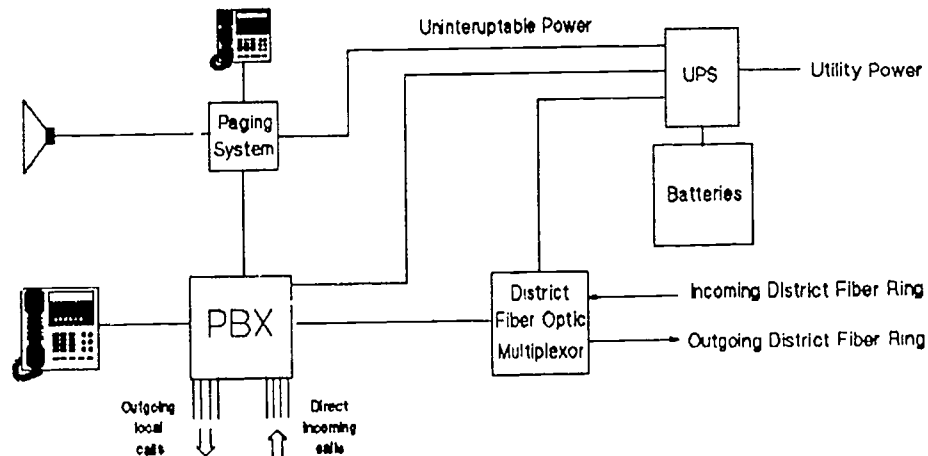 Uninteruptable Power
UPS
Utility Power
Paging
System
Batteries
PBX
District
Fiber Optic
Multiplexor
Incoming District Fiber Ring
Outgoing District Fiber Ring
Outgoing
local
calls
Direct
Incoming
calls